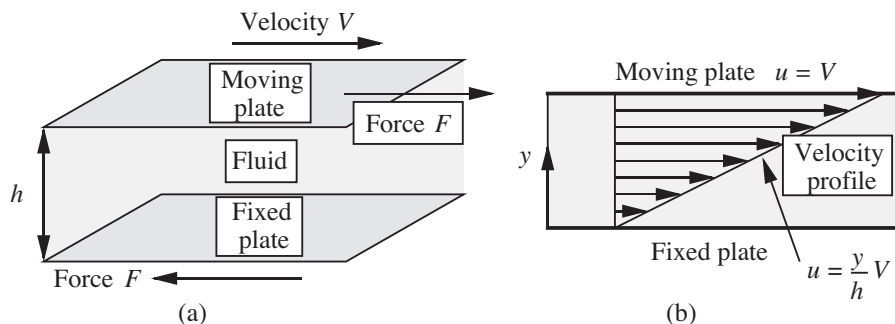 Velocity V
Moving
plate
Force F
Fluid
h
Fixed
plate
Force F
(a)
Moving plate u = V
y
Velocity
profile
Fixed plate
u = y/h V
(b)